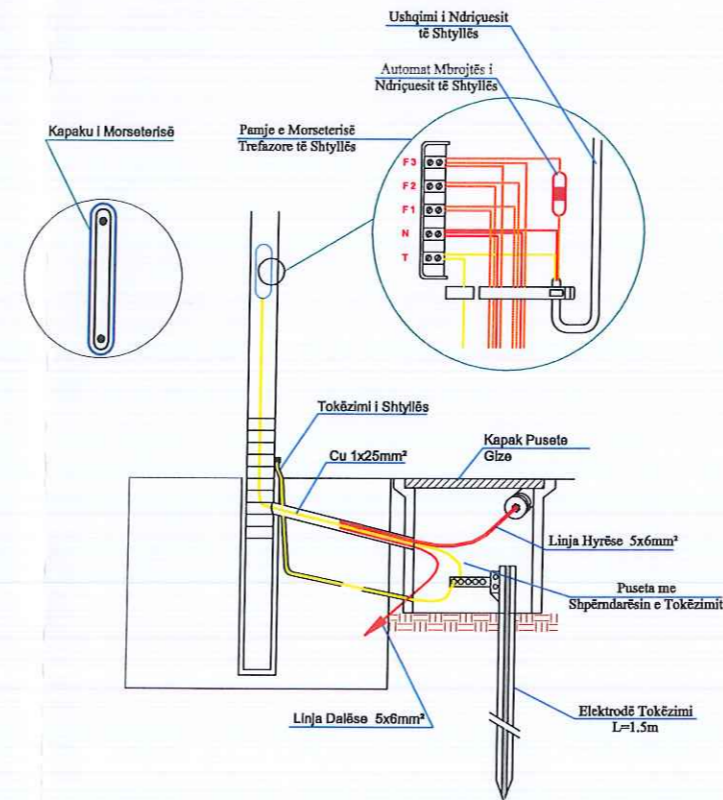 Ushqimi i Ndriçuesit
të Shtyllës
Automat Mbrojtës i
Ndriçuesit të Shtyllës
Kapaku i Morseterisë
Pamje e Morseterisë
Trefazore të Shtyllës
F3
F2
F1
N
T
Tokëzimi i Shtyllës
Cu 1x25mm²
Kapak Pusete
Gize
Linja Hyrëse 5x6mm²
Puseta me
Shpërndarësin e Tokëzimit
Linja Dalëse 5x6mm²
Elektrodë Tokëzimi
L=1.5m